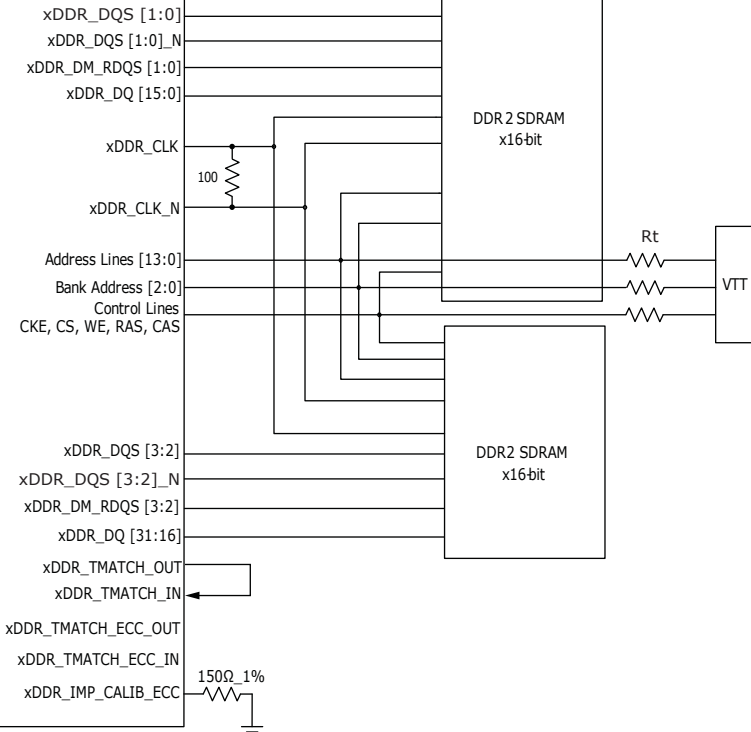 xDDR_DQS [1:0]
xDDR_DQS [1:0]_N
xDDR_DM_RDQS [1:0]
xDDR_DQ [15:0]
DDR2 SDRAM
x16-bit
xDDR_CLK
100
xDDR_CLK_N
Rt
Address Lines [13:0]
Bank Address [2:0]
VTT
Control Lines
CKE, CS, WE, RAS, CAS
xDDR_DQS [3:2]
DDR2 SDRAM
x16-bit
xDDR_DQS [3:2]_N
xDDR_DM_RDQS [3:2]
xDDR_DQ [31:16]
xDDR_TMATCH_OUT
xDDR_TMATCH_IN
xDDR_TMATCH_ECC_OUT
xDDR_TMATCH_ECC_IN
150Ω_1%
xDDR_IMP_CALIB_ECC